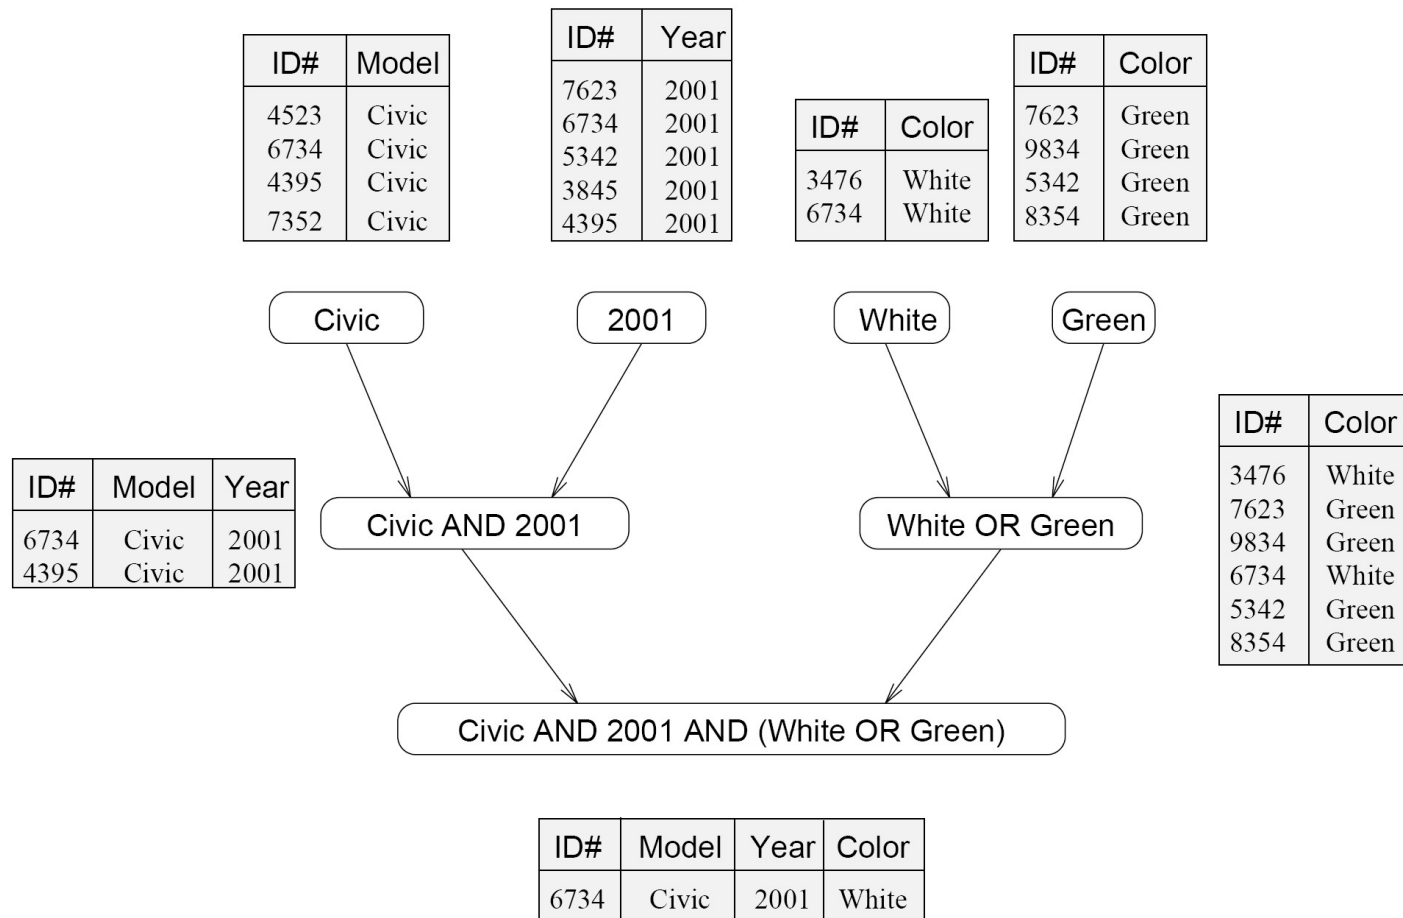 ID# Model
4523 Civic
6734 Civic
4395 Civic
7352 Civic
ID# Year
7623 2001
6734 2001
5342 2001
3845 2001
4395 2001
ID# Color
3476 White
6734 White
ID# Color
7623 Green
9834 Green
5342 Green
8354 Green
Civic
2001
White
Green
ID# Model Year
6734 Civic 2001
4395 Civic 2001
Civic AND 2001
White OR Green
ID# Color
3476 White
7623 Green
9834 Green
6734 White
5342 Green
8354 Green
Civic AND 2001 AND (White OR Green)
ID# Model Year Color
6734 Civic 2001 White